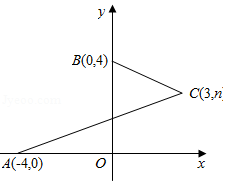 y
B(0,4)
C(3,n)
A(-4,0)
O
x